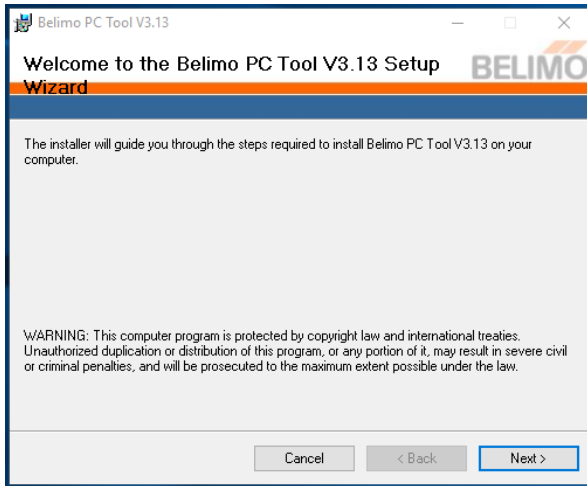 Belimo PC Tool V3.13
Welcome to the Belimo PC Tool V3.13 Setup
Wizard
BELIMO
The installer will guide you through the steps required to install Belimo PC Tool V3.13 on your
computer.
WARNING: This computer program is protected by copyright law and international treaties.
Unauthorized duplication or distribution of this program, or any portion of it, may result in severe civil
or criminal penalties, and will be prosecuted to the maximum extent possible under the law.
Cancel
< Back
Next >